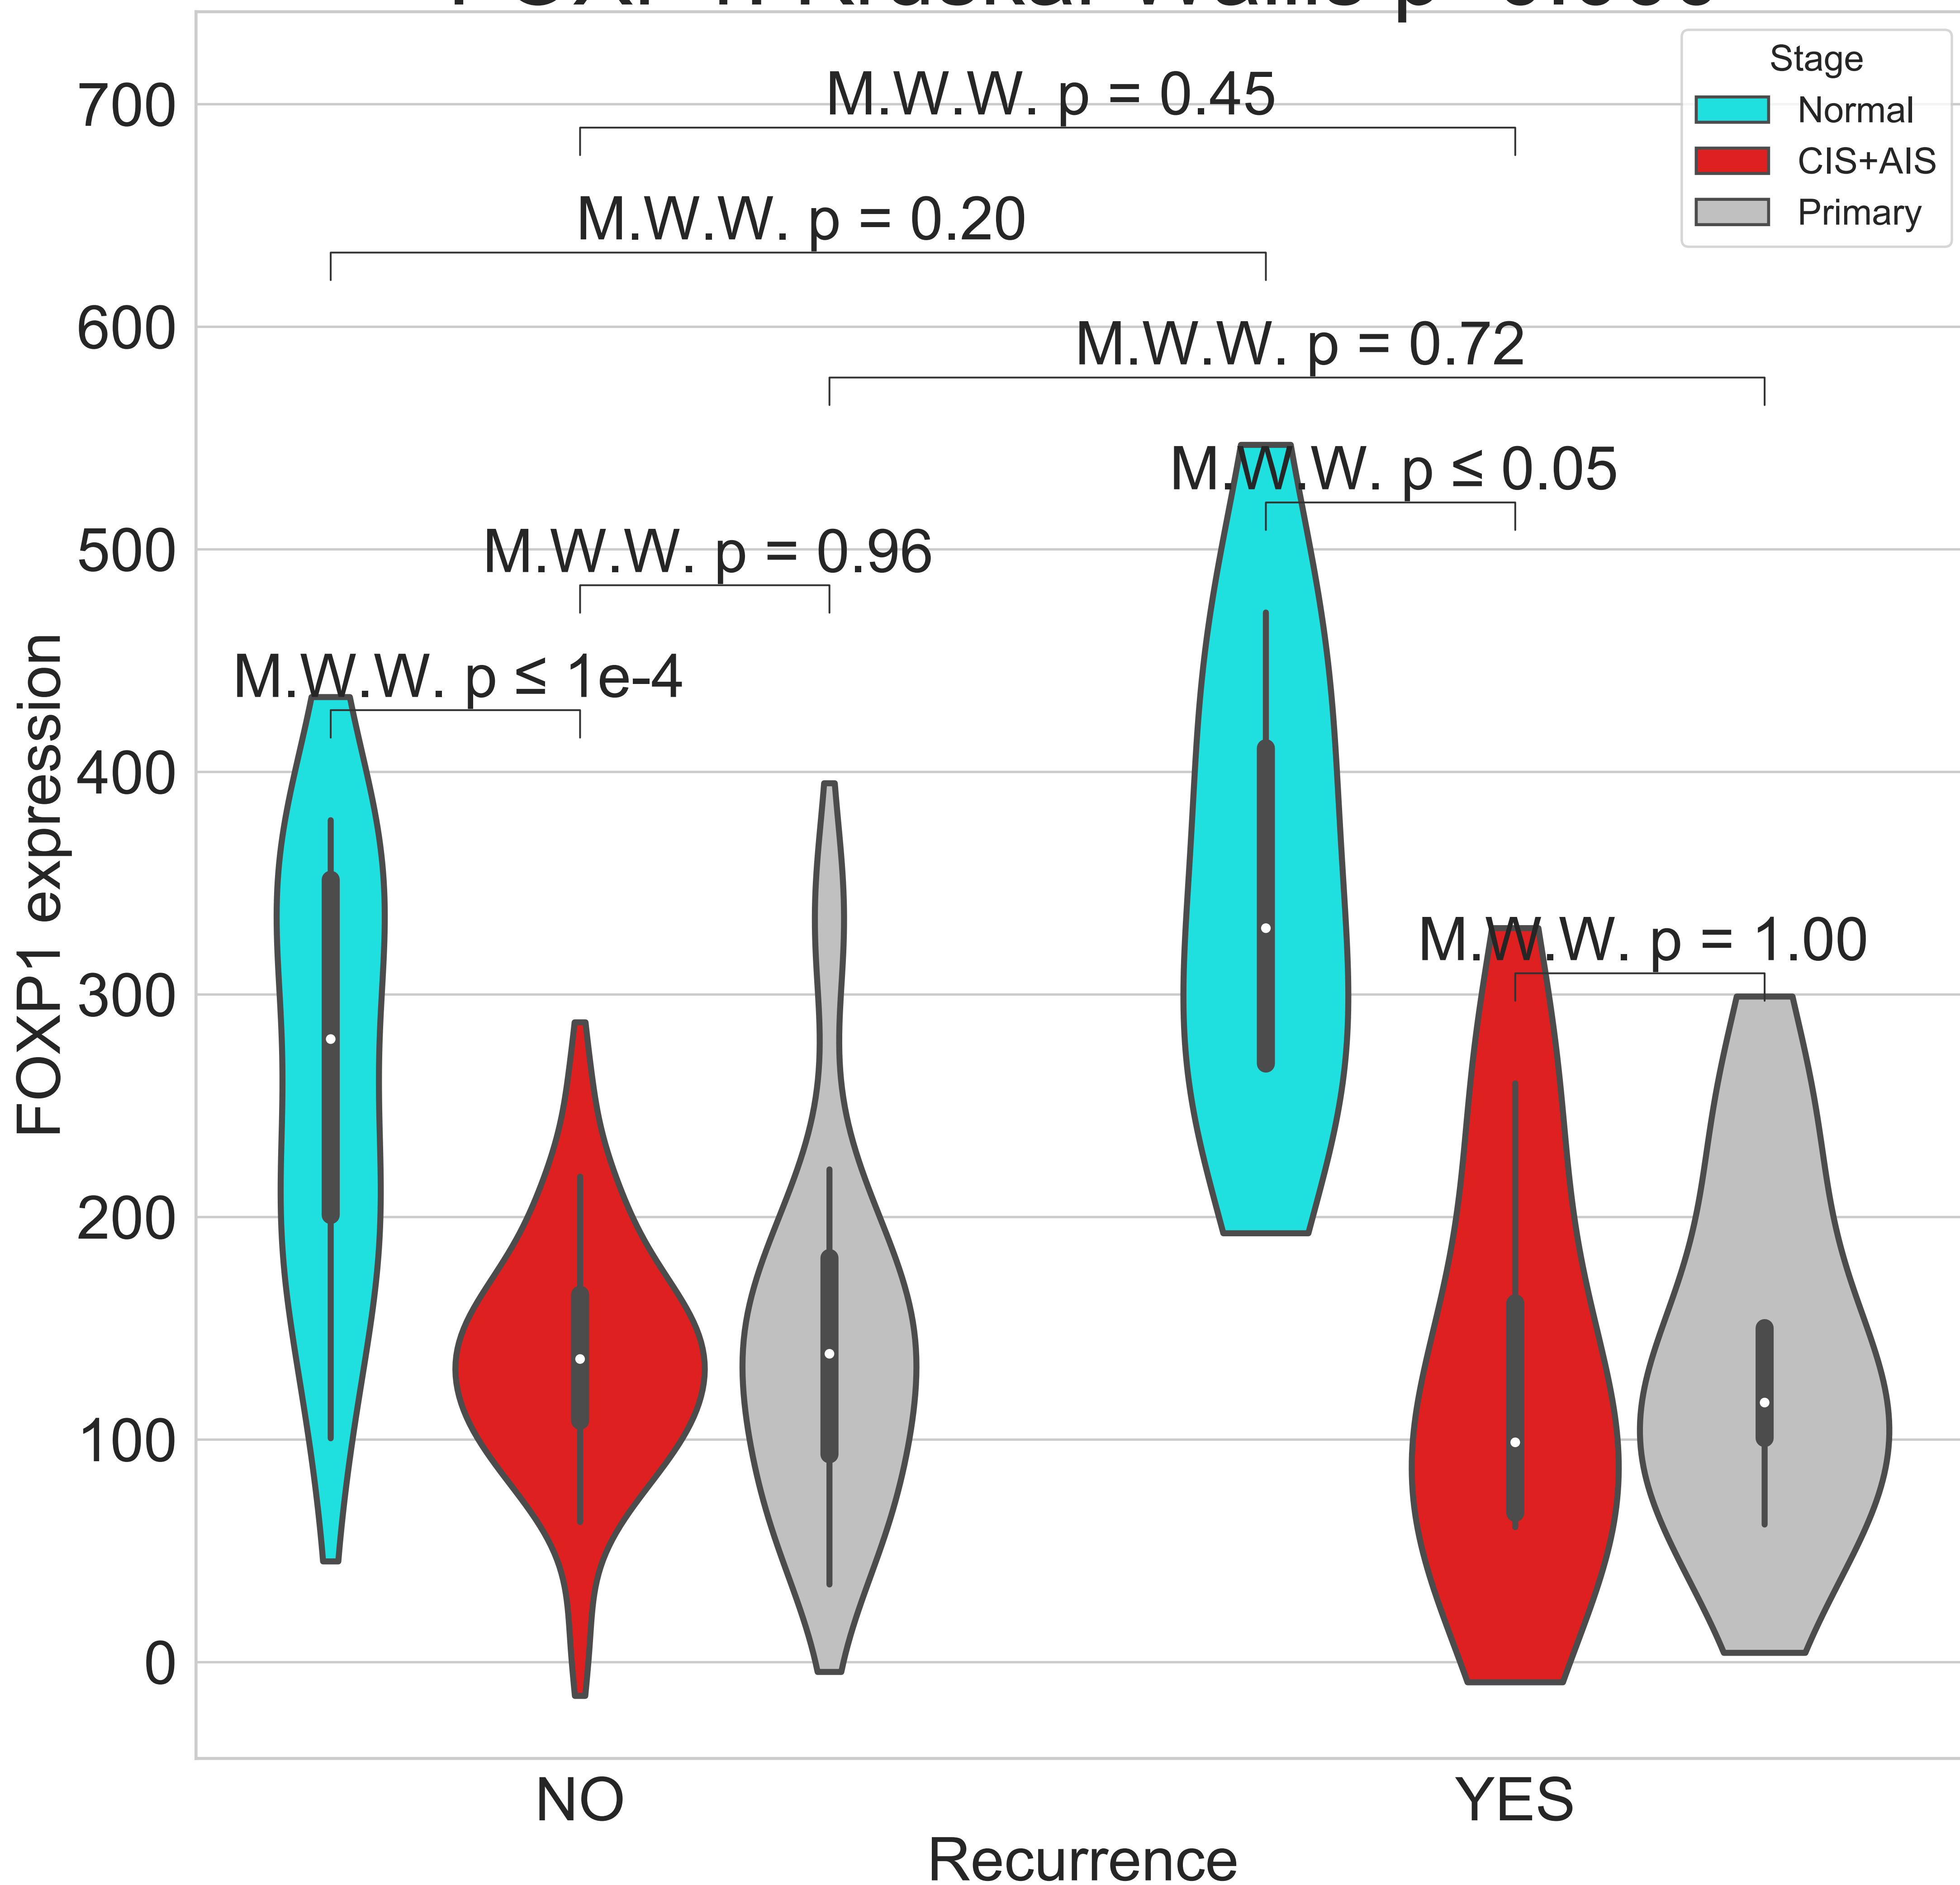 Stage
Normal
CIS+AIS
Primary
M.W.W. p = 0.45
M.W.W. p = 0.20
M.W.W. p = 0.72
M.W.W. p ≤ 0.05
M.W.W. p = 0.96
M.W.W. p ≤ 1e-4
M.W.W. p = 1.00
700
600
500
400
300
200
100
0
FOXP1 expression
NO
YES
Recurrence